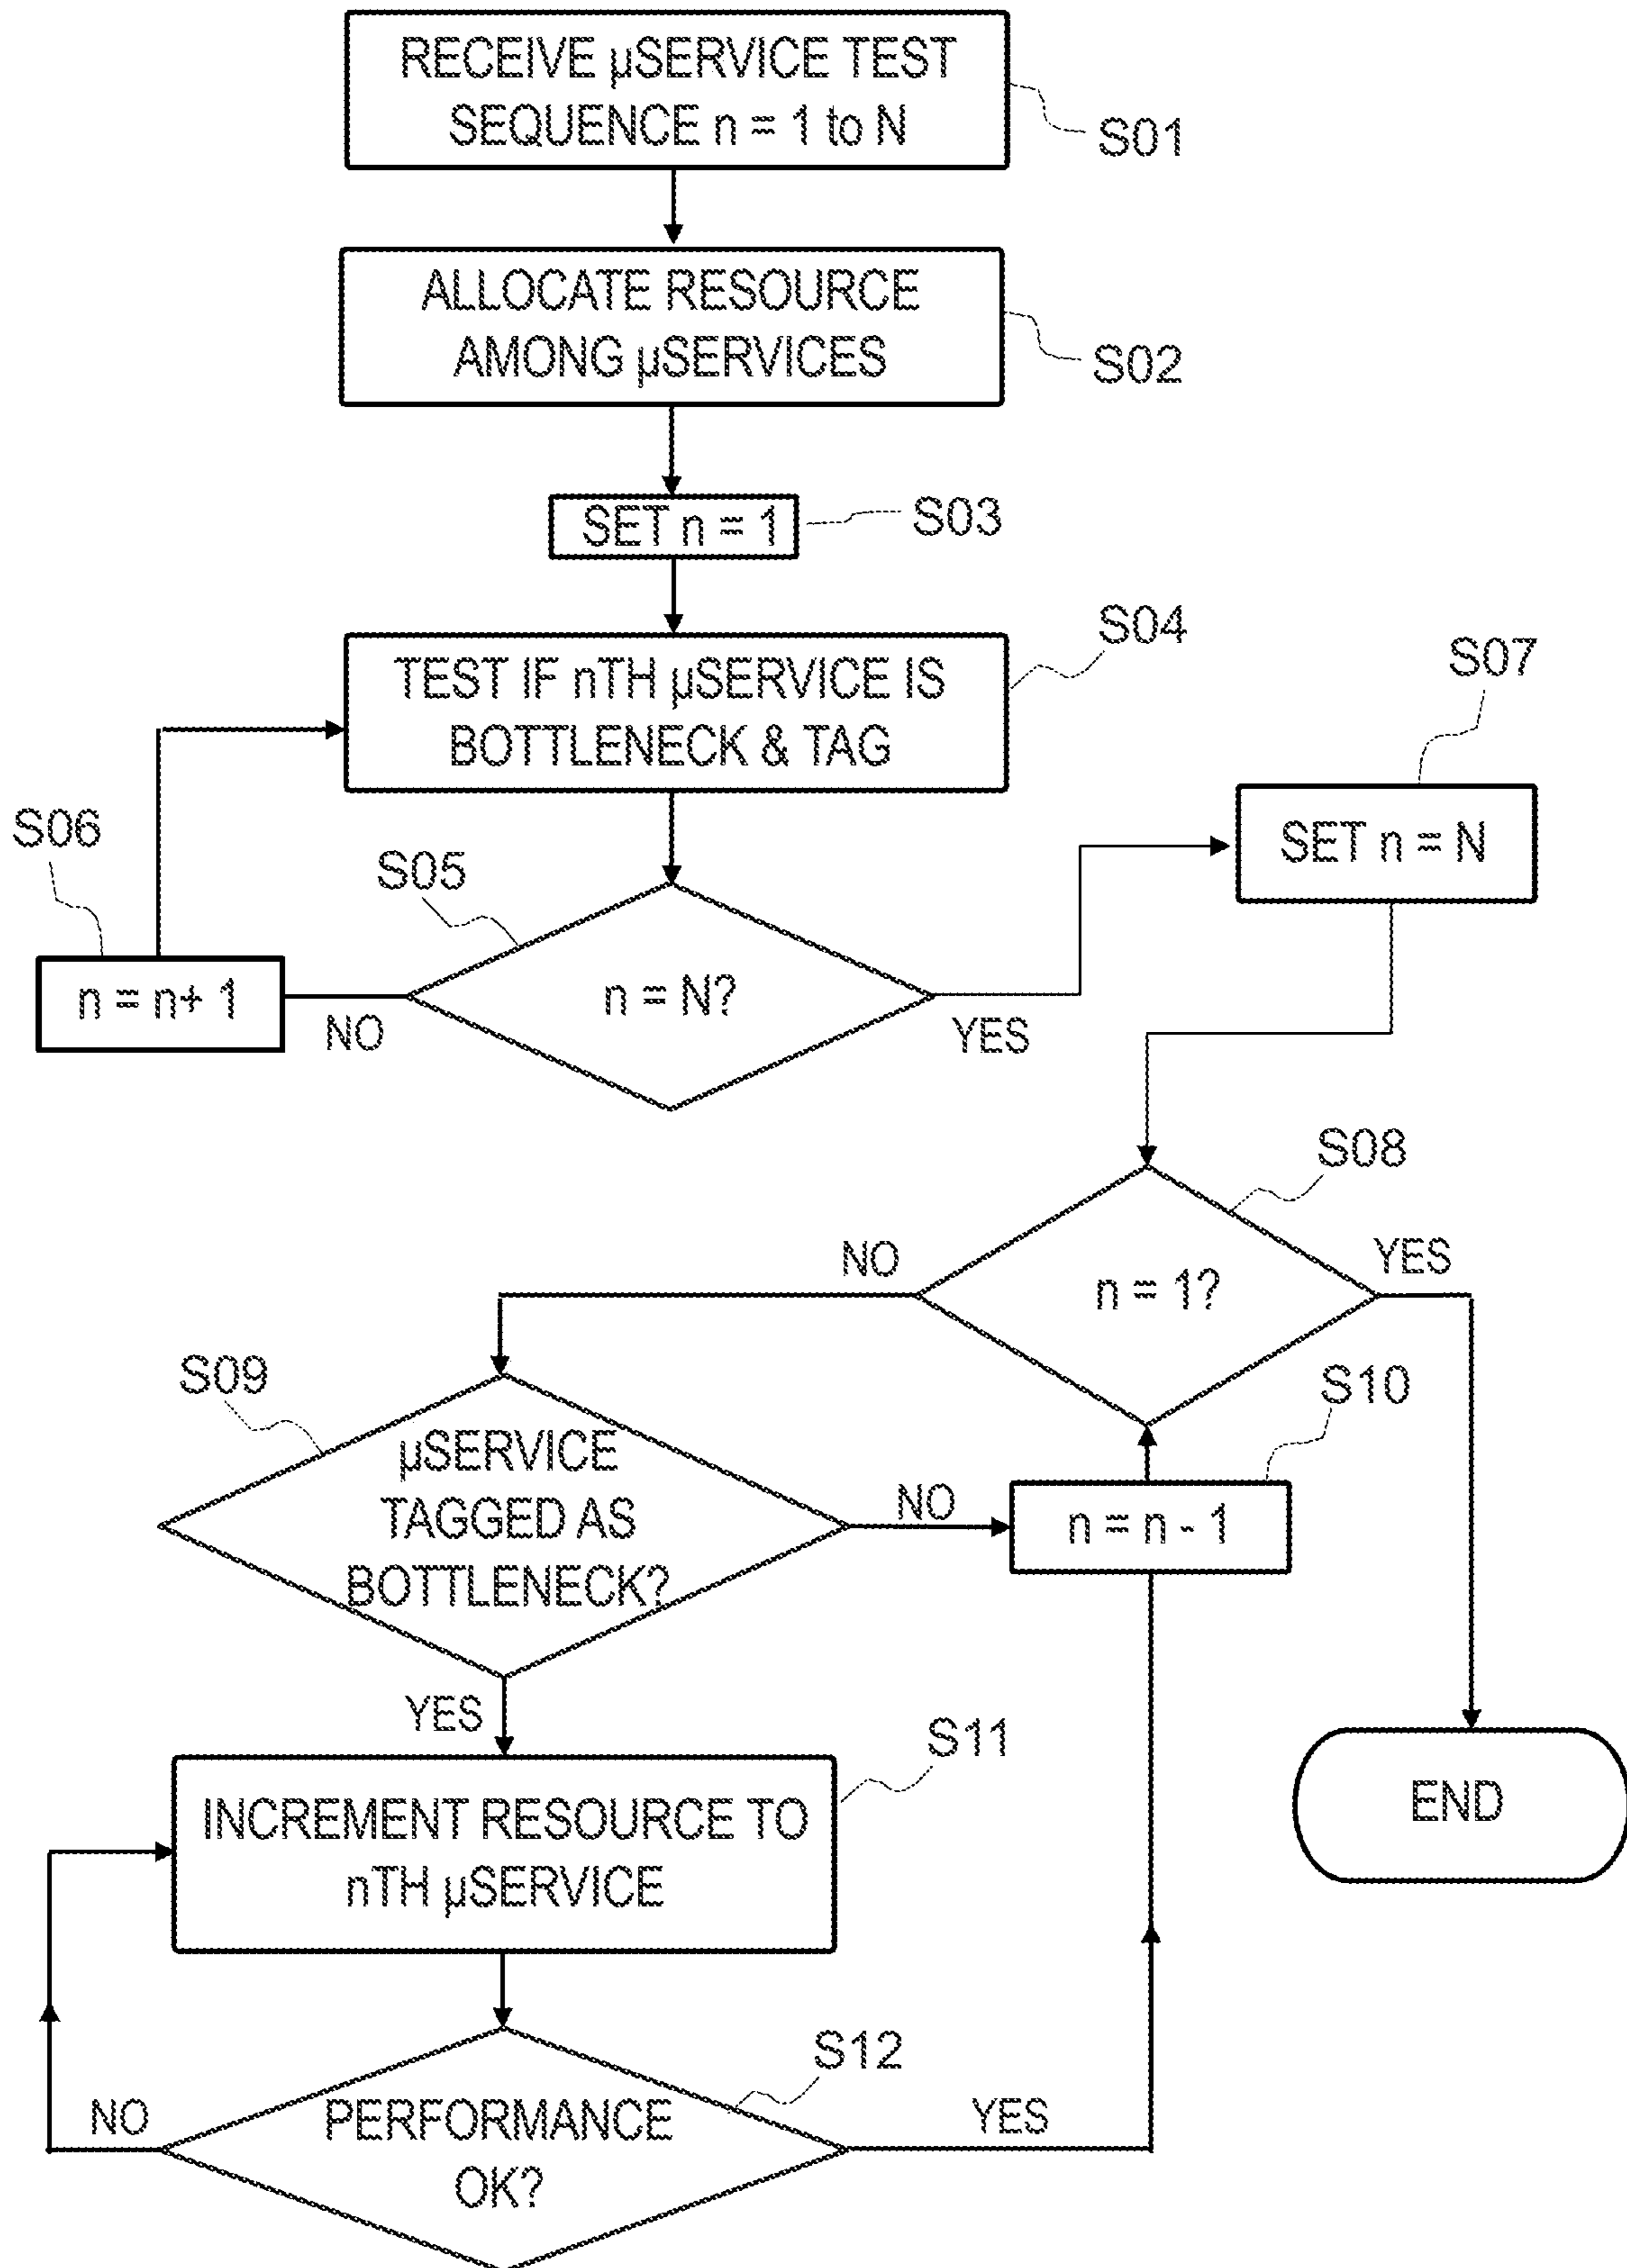 RECEIVE µSERVICE TEST
SEQUENCE n = 1 to N
S01
ALLOCATE RESOURCE
AMONG µSERVICES
S02
SET n = 1
S03
S04
TEST IF nTH µSERVICE IS
BOTTLENECK & TAG
S07
SET n = N
S06
S05
n = n+ 1
NO
n = N?
YES
S08
NO
n = 1?
YES
S09
µSERVICE
TAGGED AS
BOTTLENECK?
NO
S10
n = n - 1
YES
S11
INCREMENT RESOURCE TO
nTH µSERVICE
END
S12
NO
PERFORMANCE
OK?
YES